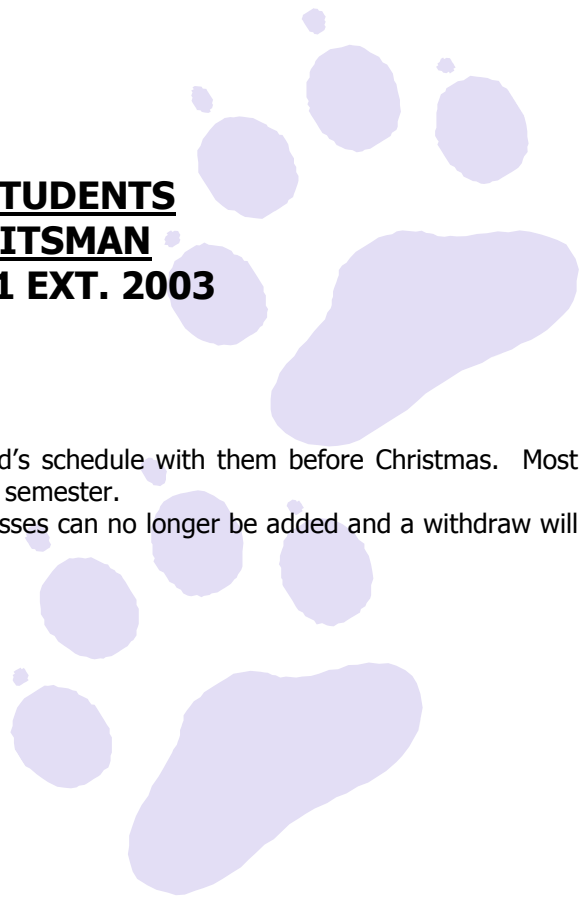 TUDENTS
ITSMAN
1 EXT. 2003
d’s schedule with them before Christmas. Most
semester.
sses can no longer be added and a withdraw will